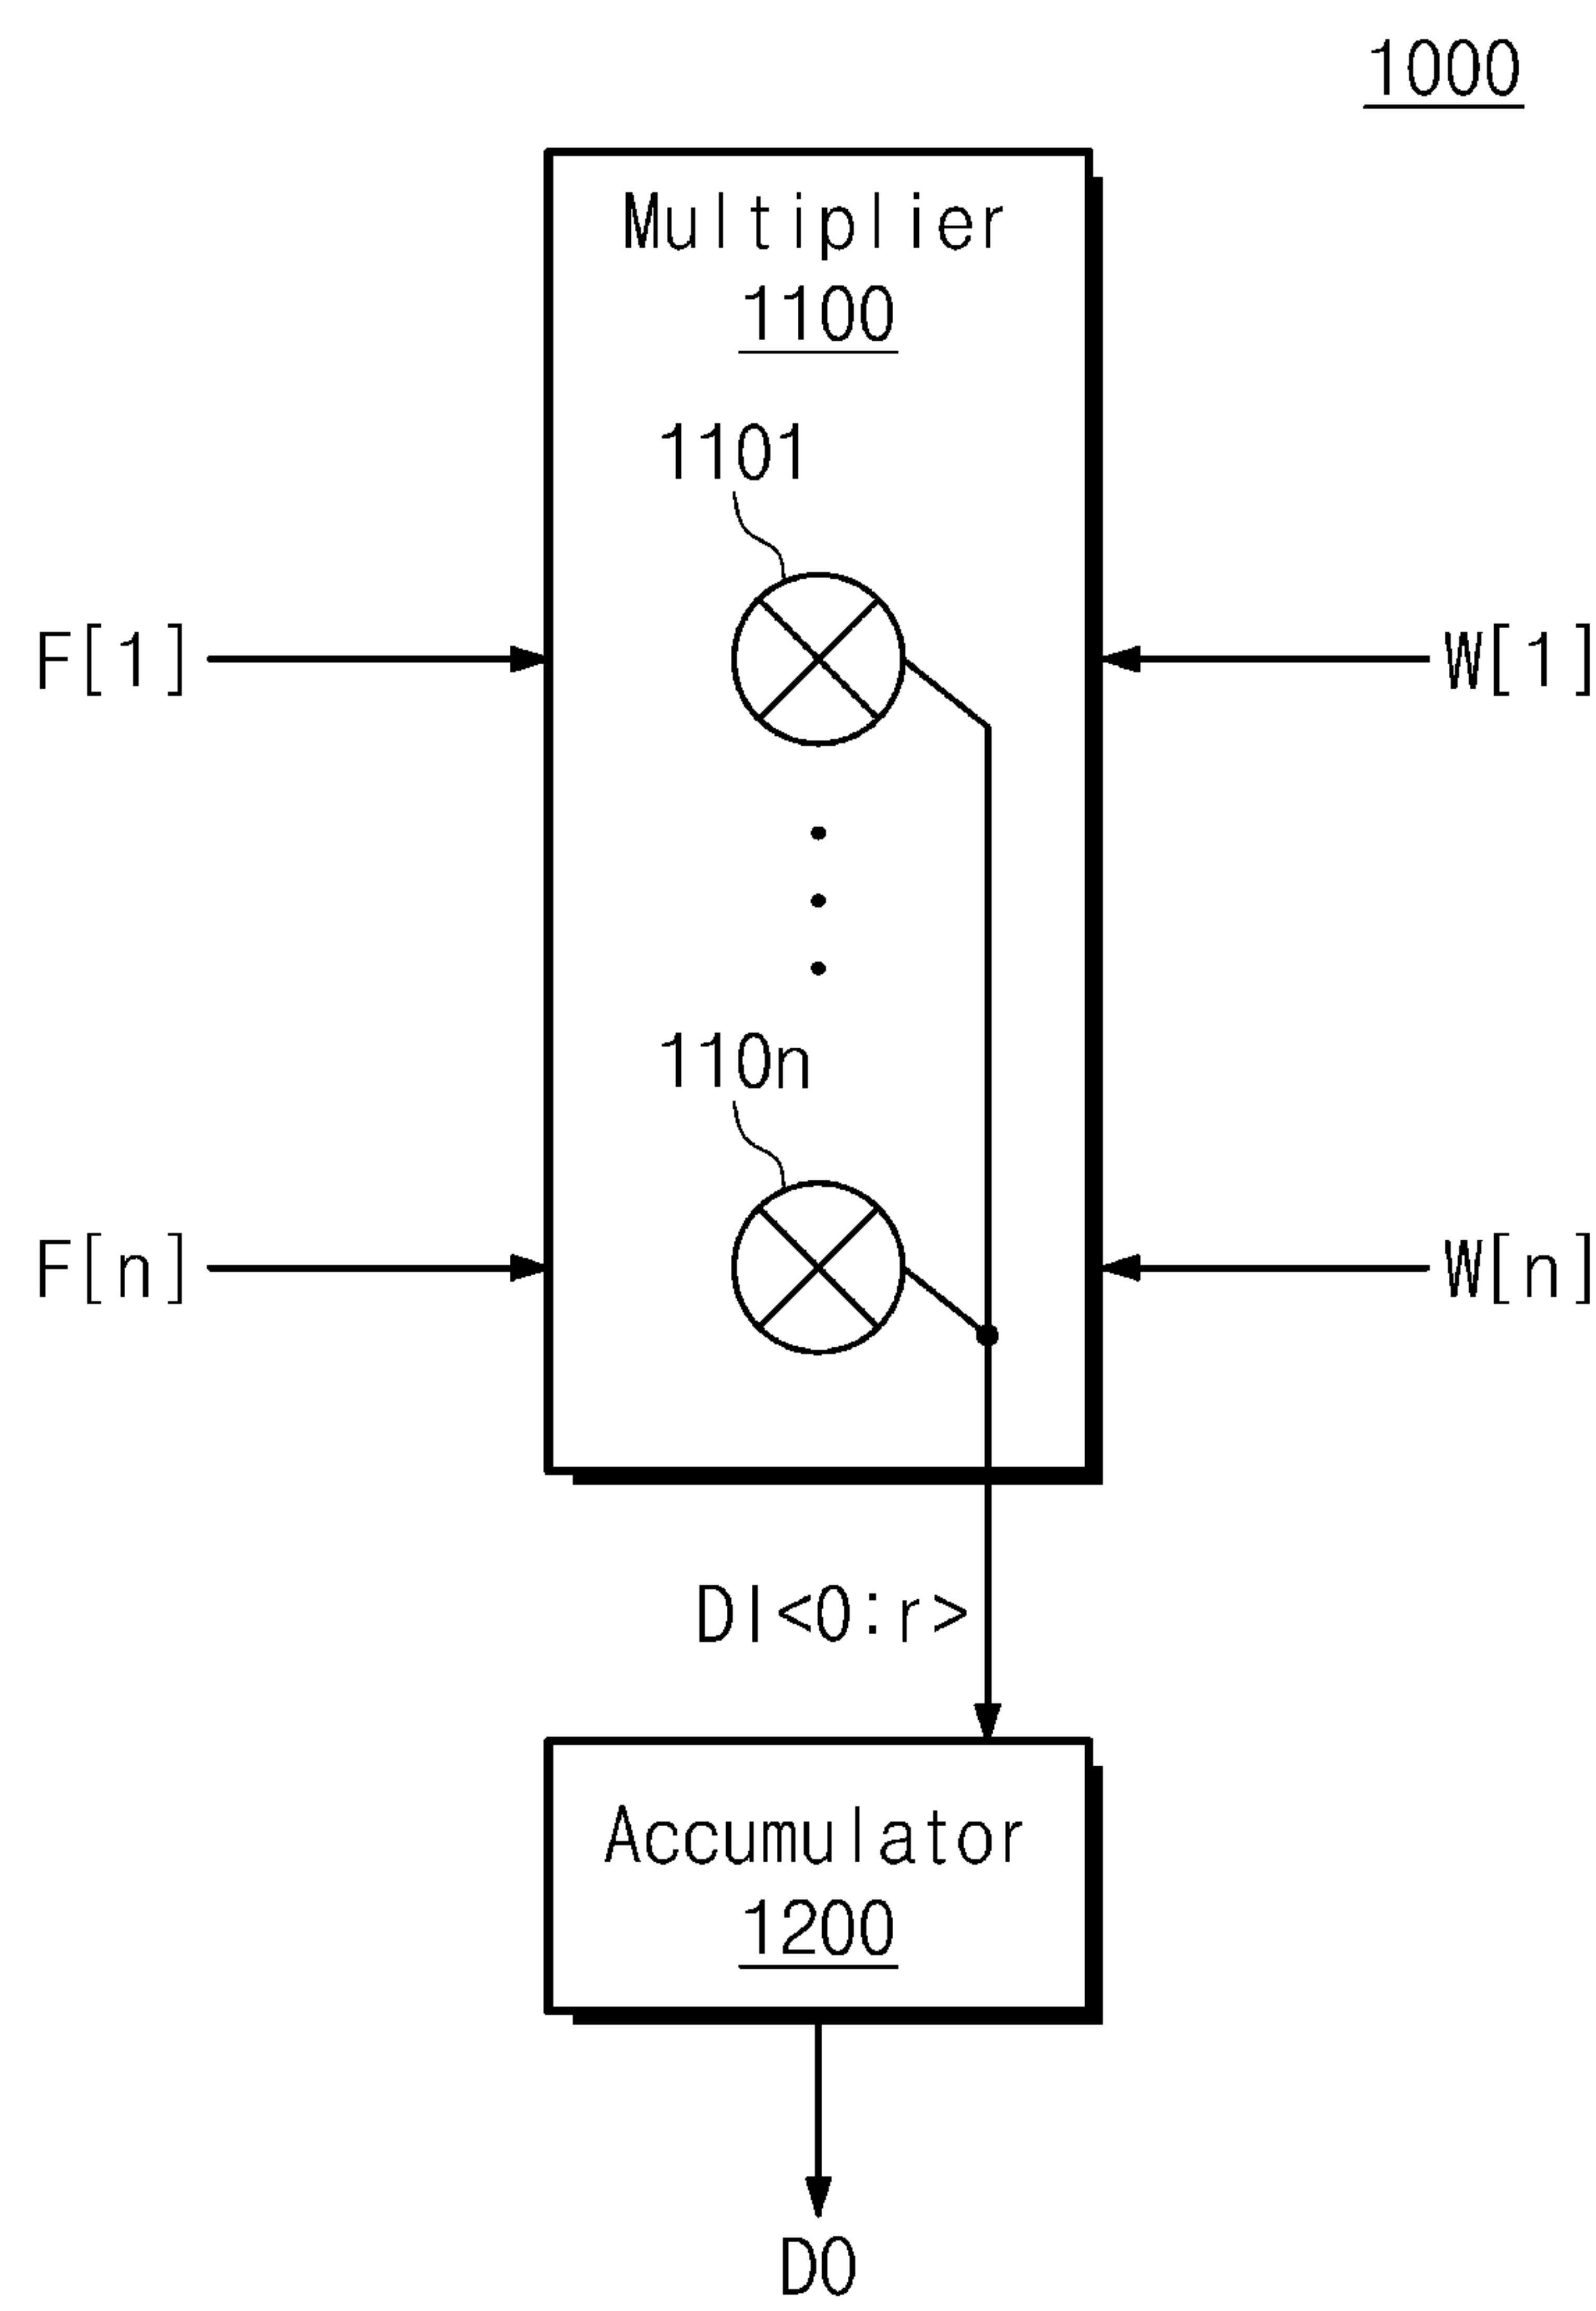 1000
Multiplier
1100
1101
F[1]
W[1]
110n
F[n]
W[n]
DI<0:r>
Accumulator
1200
DO